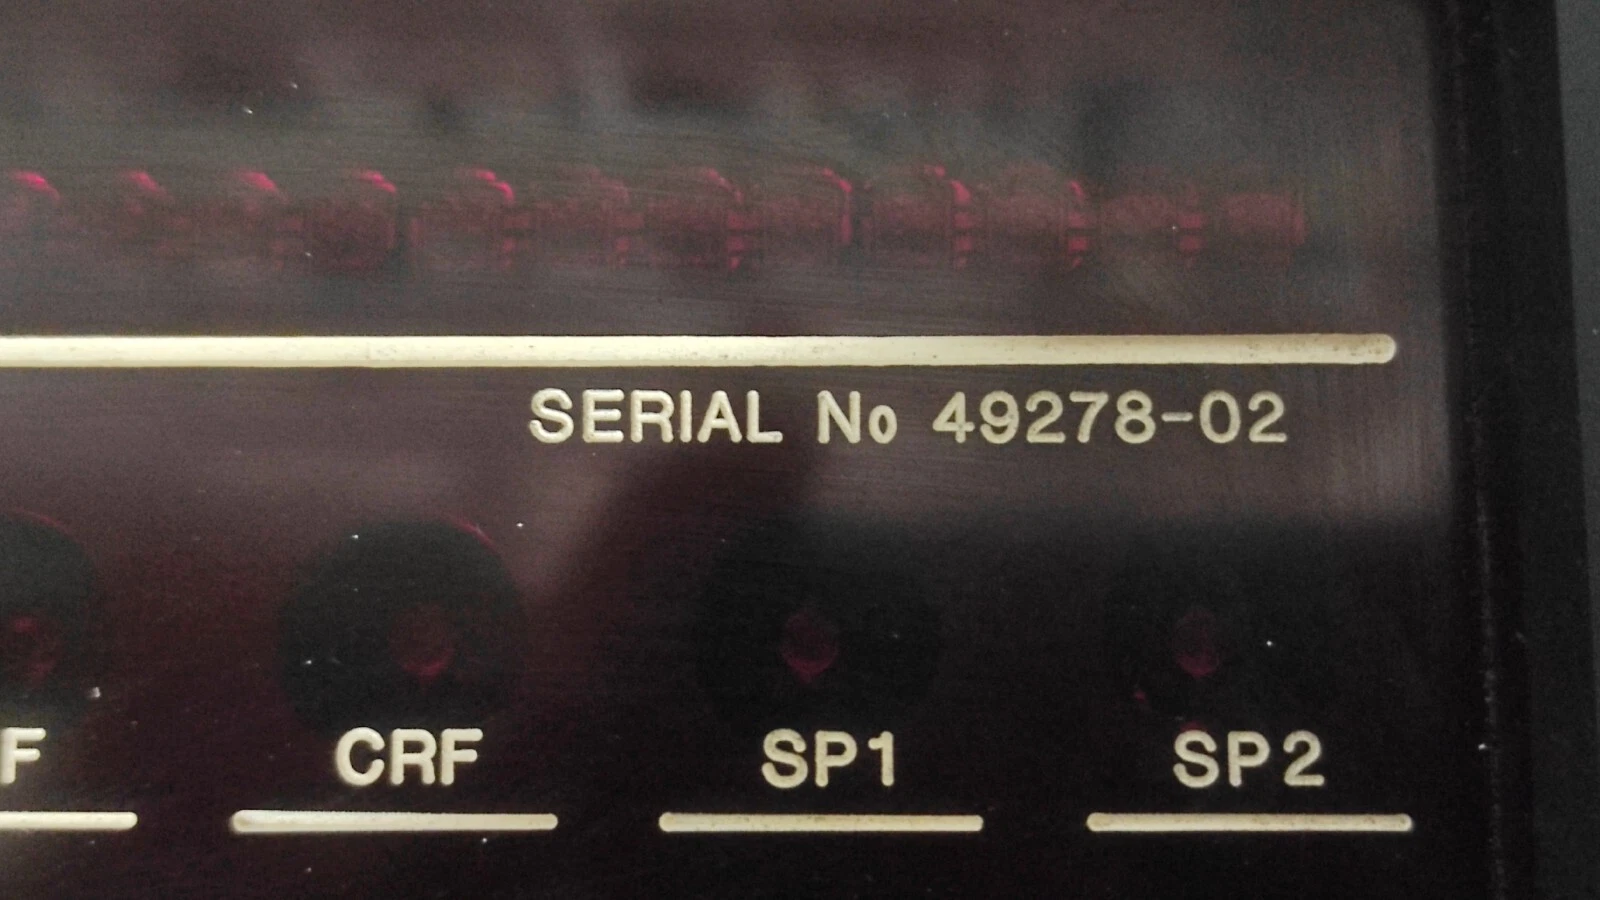 SERIAL No 49278-02
F CRF SP1 SP2